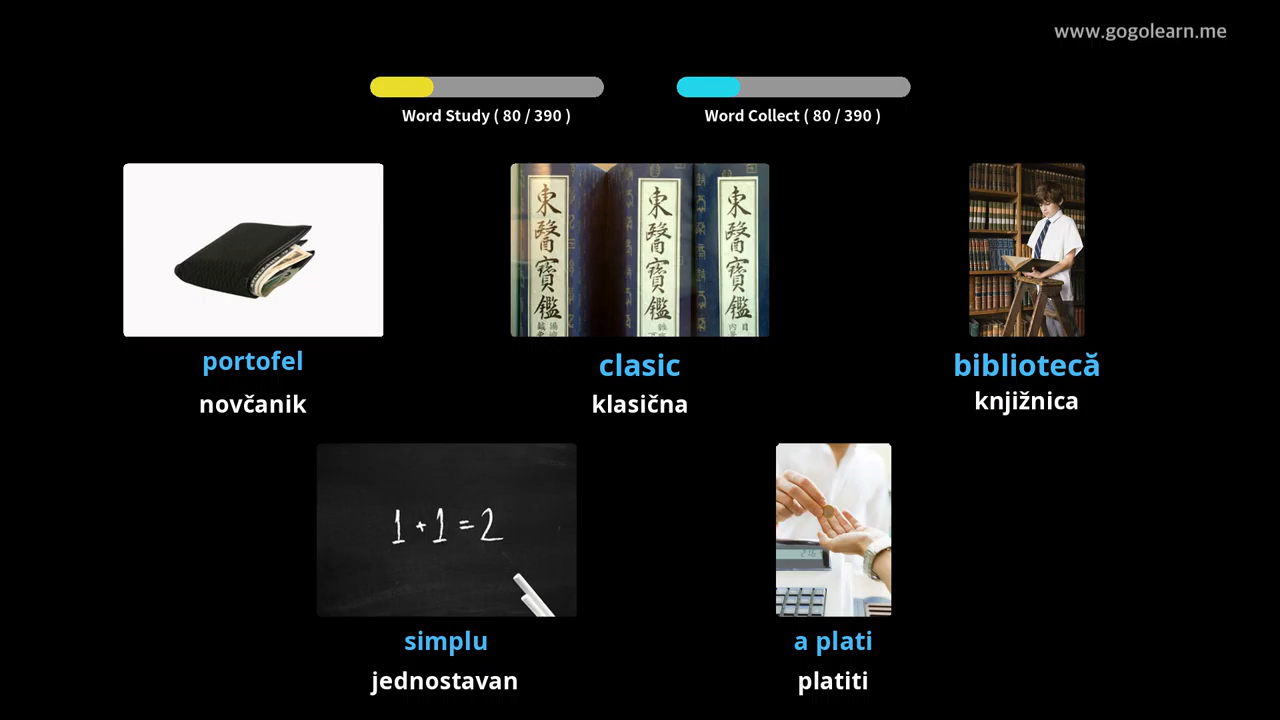 www.gogolearn.me
Word Study ( 80 / 390 )
Word Collect ( 80 / 390 )
東醫寶鑑
東醫寶鑑
東醫寶鑑
portofel
clasic
bibliotecă
novčanik
klasična
knjižnica
1 + 1 = 2
simplu
a plati
jednostavan
platiti